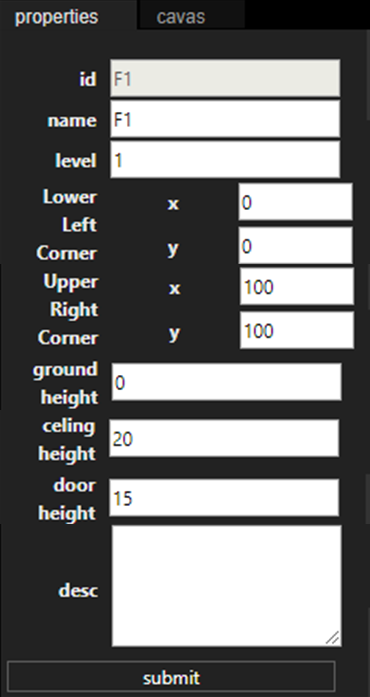 properties cavas
id F1
name F1
level 1
Lower
Left
Corner
x 0
y 0
Upper
Right
Corner
x 100
y 100
ground
height
0
celing
height
20
door
height
15
desc
submit